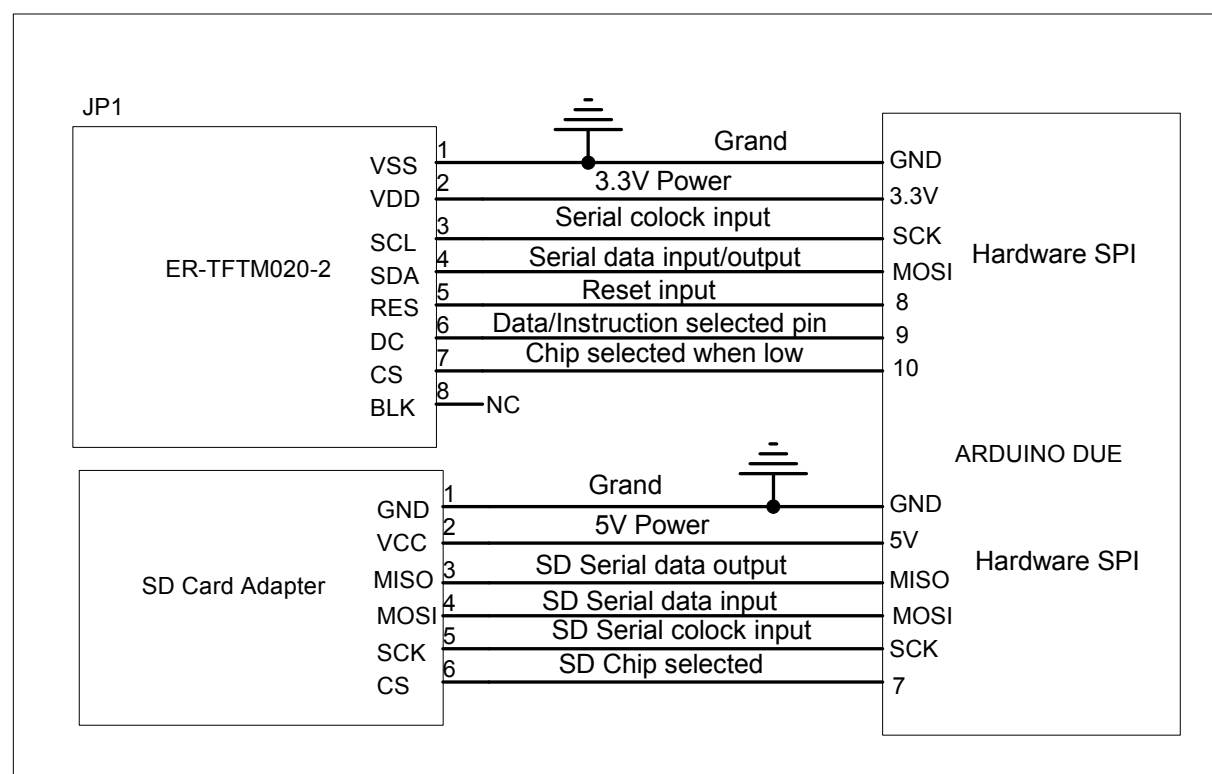 JP1
VSS 1 Grand GND
VDD 2 3.3V Power 3.3V
SCL 3 Serial colock input SCK
Hardware SPI
ER-TFTM020-2
SDA 4 Serial data input/output MOSI
RES 5 Reset input 8
DC 6 Data/Instruction selected pin 9
CS 7 Chip selected when low 10
BLK 8 NC
ARDUINO DUE
GND 1 Grand GND
VCC 2 5V Power 5V
Hardware SPI
MISO 3 SD Serial data output MISO
SD Card Adapter
MOSI 4 SD Serial data input MOSI
SCK 5 SD Serial colock input SCK
CS 6 SD Chip selected 7